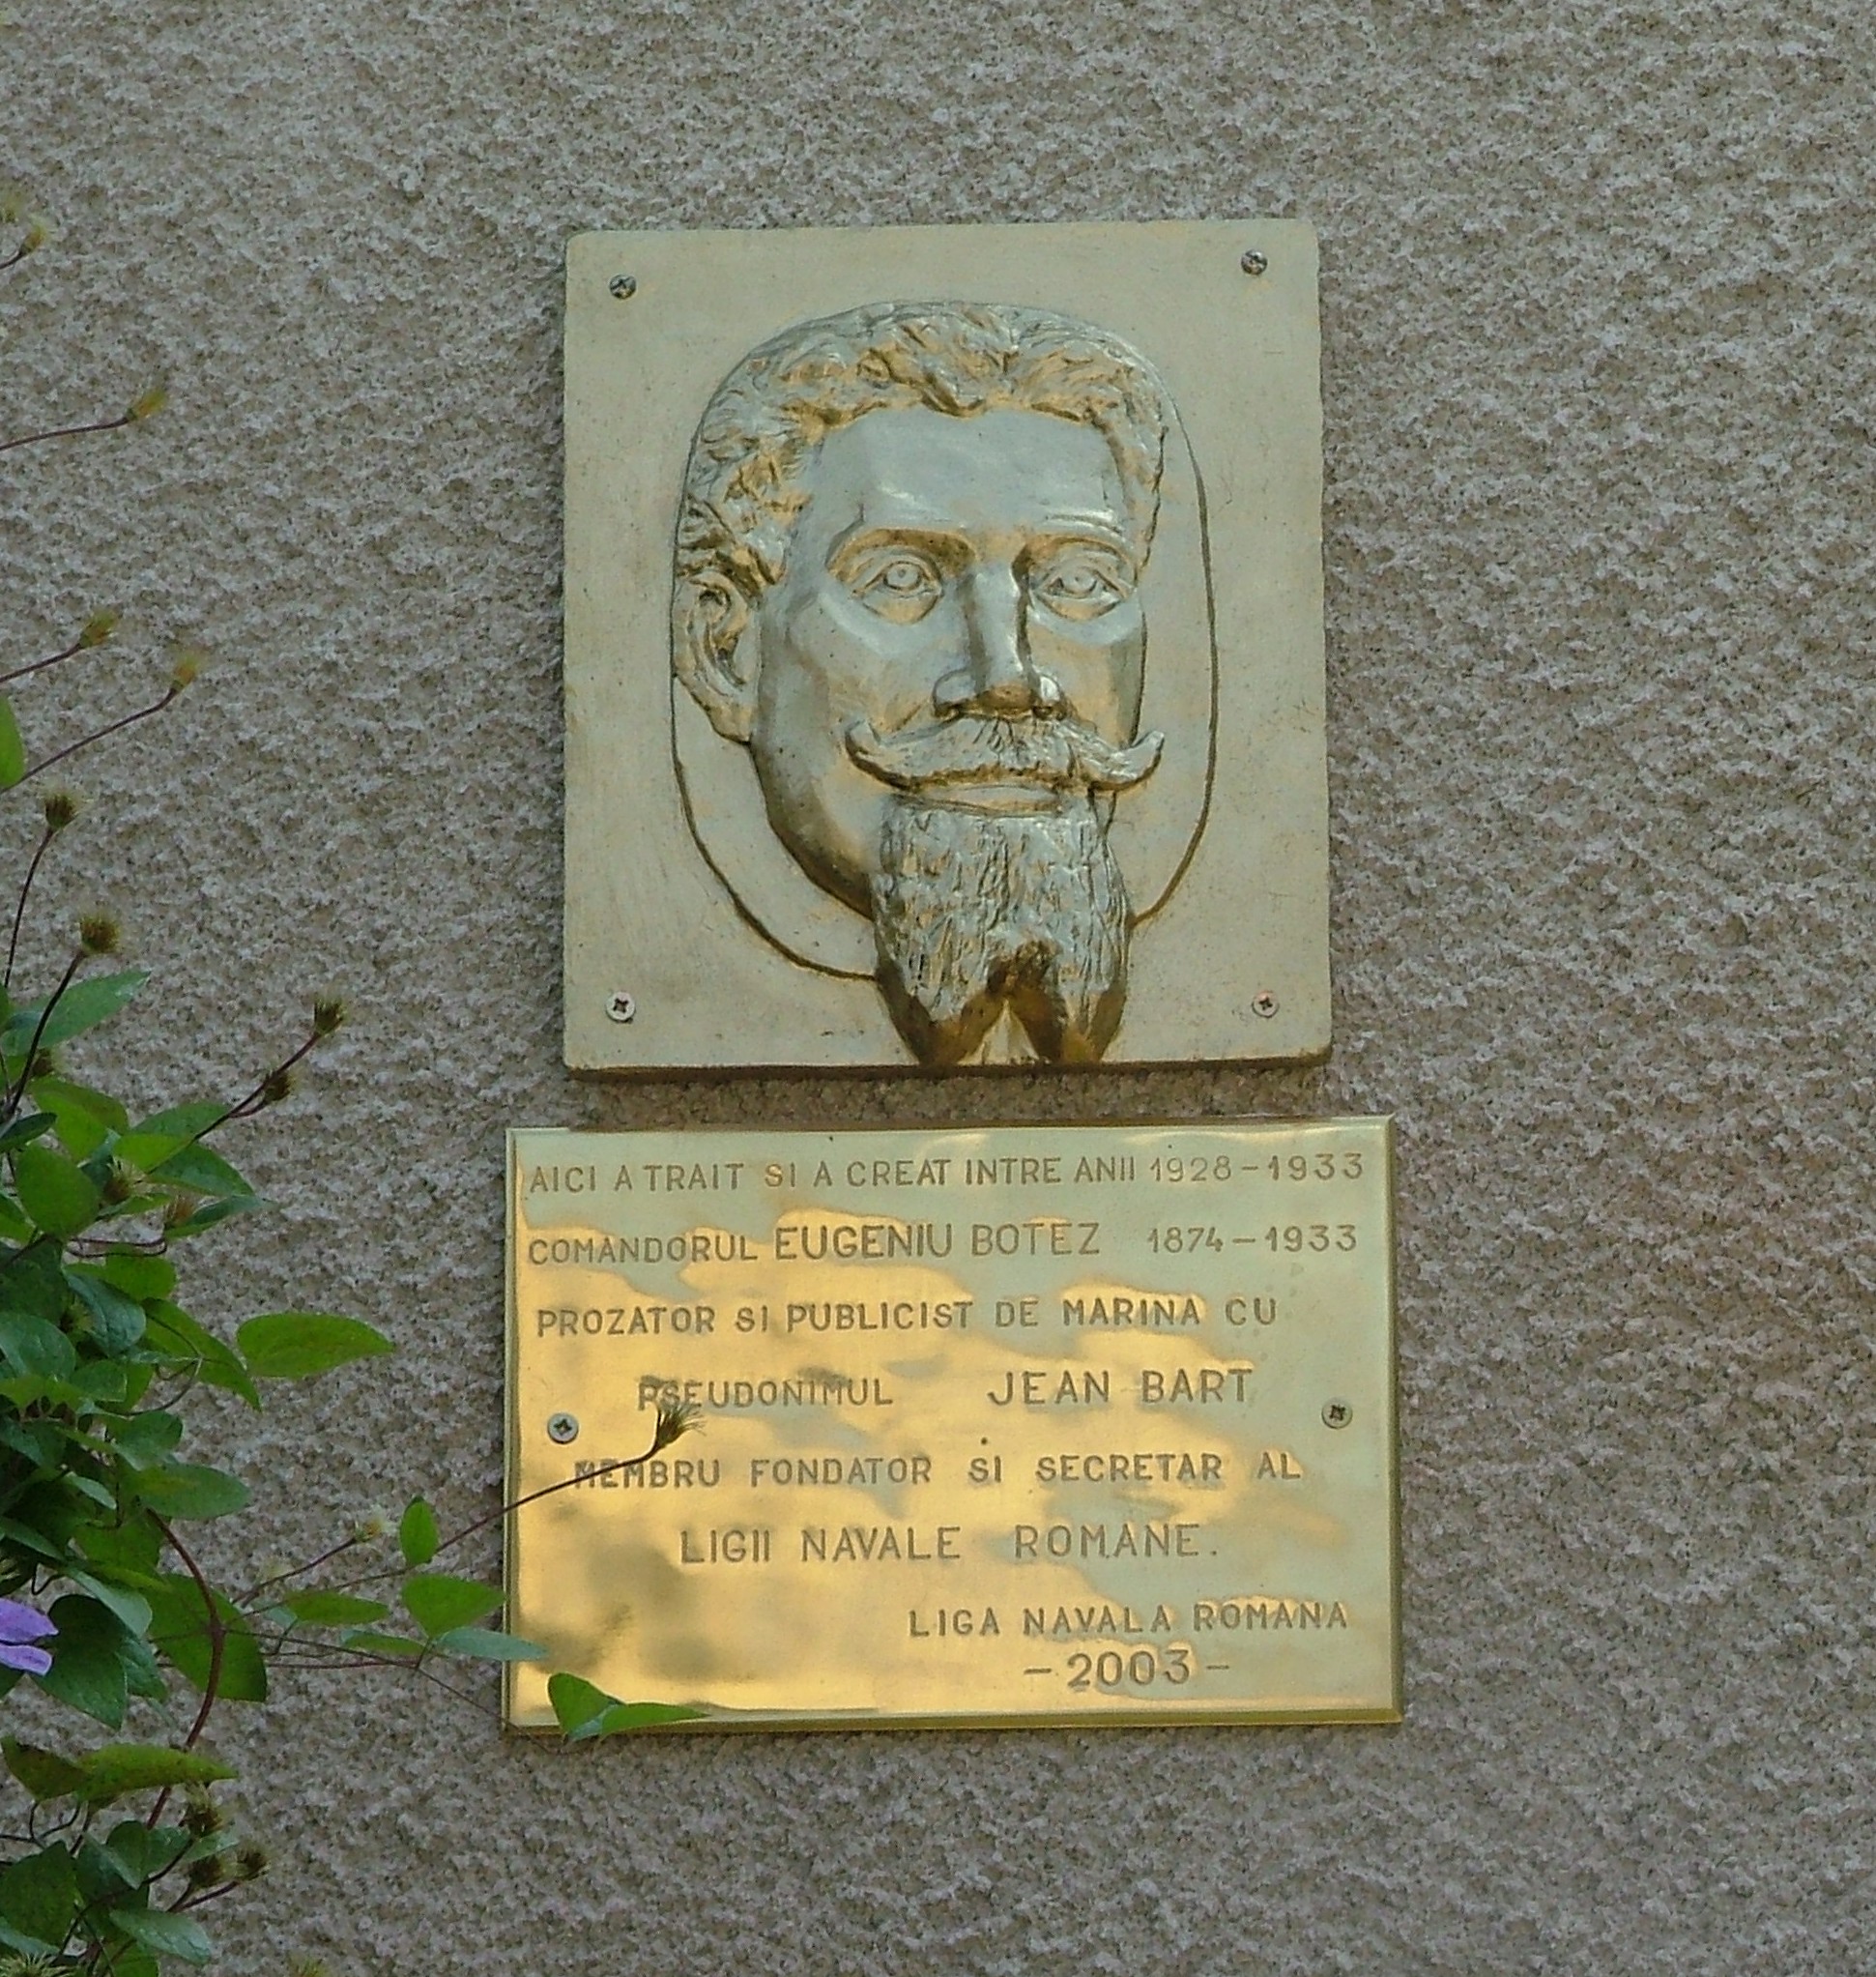 AICI A TRAIT SI A CREAT INTRE ANII 1928-1933
COMANDORUL EUGENIU BOTEZ 1874-1933
PROZATOR SI PUBLICIST DE MARINA CU
PSEUDONIMUL JEAN BART
MEMBRU FONDATOR SI SECRETAR AL
LIGII NAVALE ROMANE.
LIGA NAVALA ROMANA
-2003-